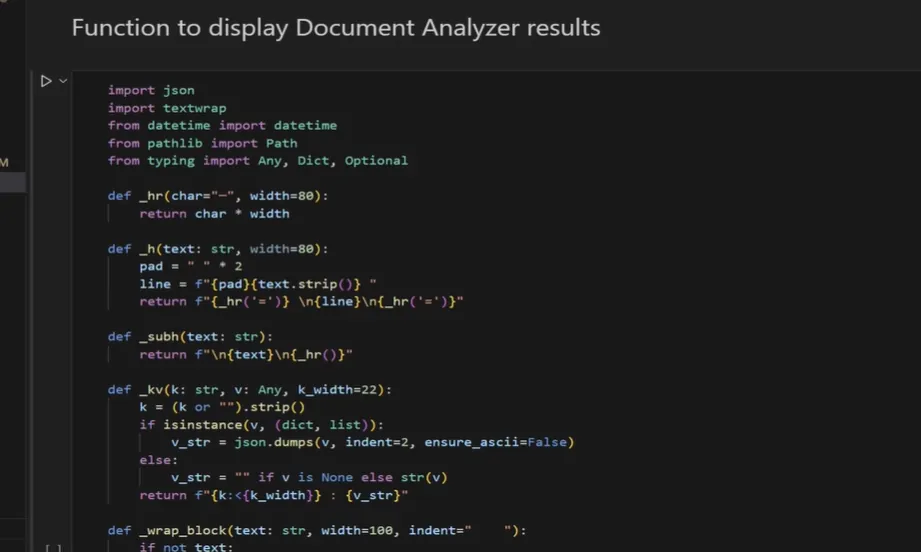 Function to display Document Analyzer results
import json
import textwrap
from datetime import datetime
from pathlib import Path
from typing import Any, Dict, Optional
def _hr(char="─", width=80):
    return char * width
def _h(text: str, width=80):
    pad = " " * 2
    line = f"{pad}{text.strip()} "
    return f"{_hr('=')} \n{line}\n{_hr('=')}"
def _subh(text: str):
    return f"\n{text}\n{_hr()}"
def _kv(k: str, v: Any, k_width=22):
    k = (k or "").strip()
    if isinstance(v, (dict, list)):
        v_str = json.dumps(v, indent=2, ensure_ascii=False)
    else:
        v_str = "" if v is None else str(v)
    return f"{k:<{k_width}} : {v_str}"
def _wrap_block(text: str, width=100, indent="    "):
    if not text:
M
[ ]